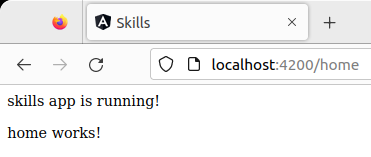 Skills
localhost:4200/home
skills app is running!
home works!